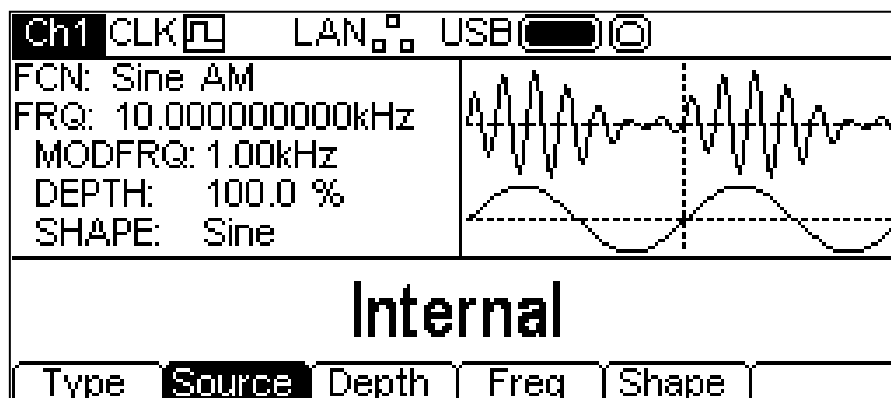 Ch1 CLK LAN USB
FCN: Sine AM
FRQ: 10.000000000kHz
MODFRQ: 1.00kHz
DEPTH: 100.0 %
SHAPE: Sine
Internal
Type Source Depth Freq Shape